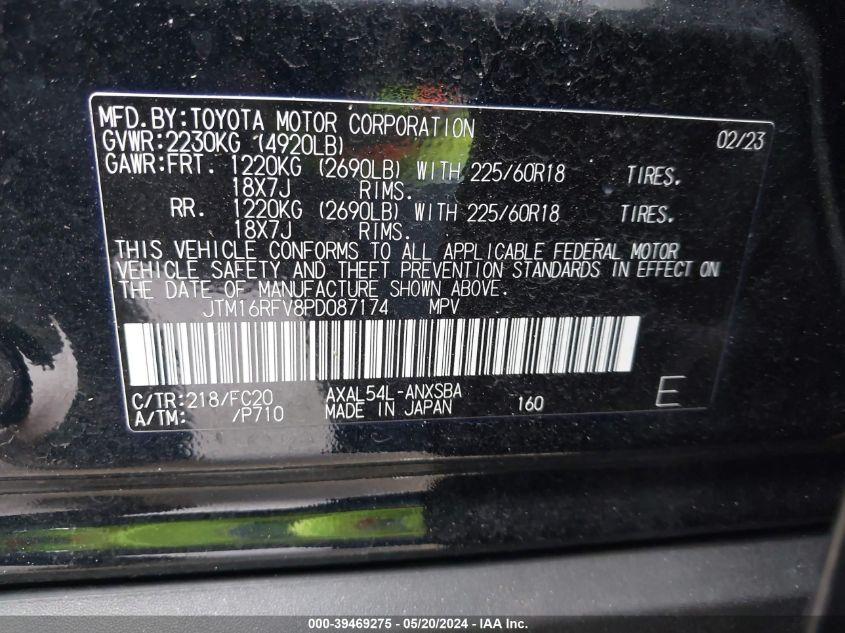 MFD.BY:TOYOTA MOTOR CORPORATION 02/23
GVWR:2230KG (4920LB)
GAWR:FRT. 1220KG (2690LB) WITH 225/60R18 TIRES.
18X7J RIMS.
RR. 1220KG (2690LB) WITH 225/60R18 TIRES.
18X7J RIMS.
THIS VEHICLE CONFORMS TO ALL APPLICABLE FEDERAL MOTOR
VEHICLE SAFETY AND THEFT PREVENTION STANDARDS IN EFFECT ON
THE DATE OF MANUFACTURE SHOWN ABOVE.
JTM16RFV8PD087174 MPV
C/TR:218/FC20 AXAL54L-ANXSBA
A/TM: /P710 MADE IN JAPAN 160 E
000-39469275 - 05/20/2024 - IAA Inc.